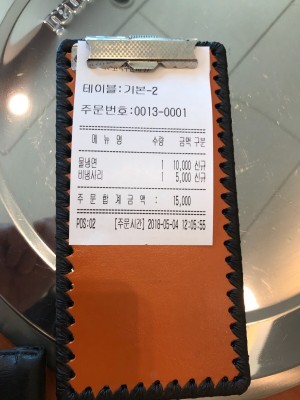 테이블:기본-2
주문번호:0013-0001
메 뉴 명 수량 금액 구분
물냉면 1 10,000 신규
비빔사리 1 5,000 신규
주 문 합 계 금 액 : 15,000
POS:02 [주문시간] 2018-05-04 12:05:55